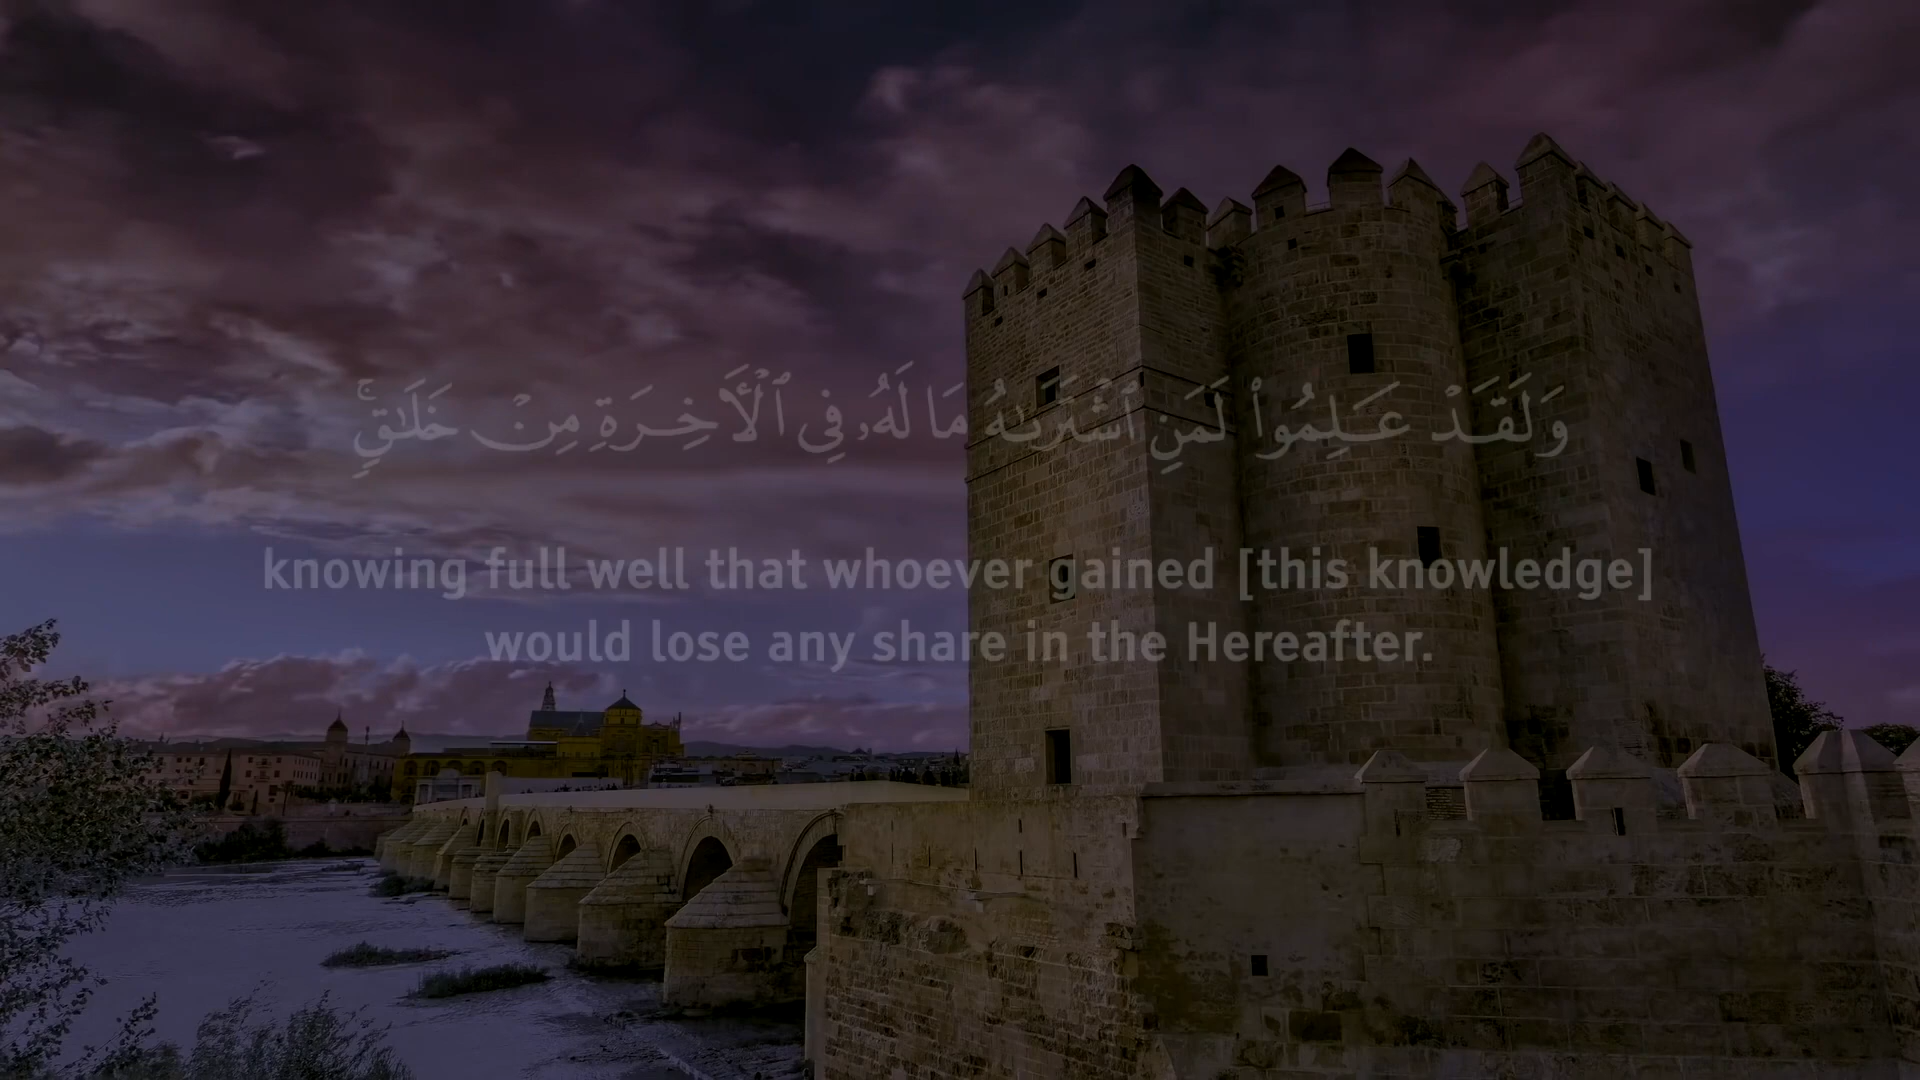 وَلَقَدْ عَلِمُوا۟ لَمَنِ ٱشْتَرَىٰهُ مَا لَهُۥ فِى ٱلْـَٔاخِرَةِ مِنْ خَلَـٰقٍۢ ۚ
knowing full well that whoever gained [this knowledge]
would lose any share in the Hereafter.